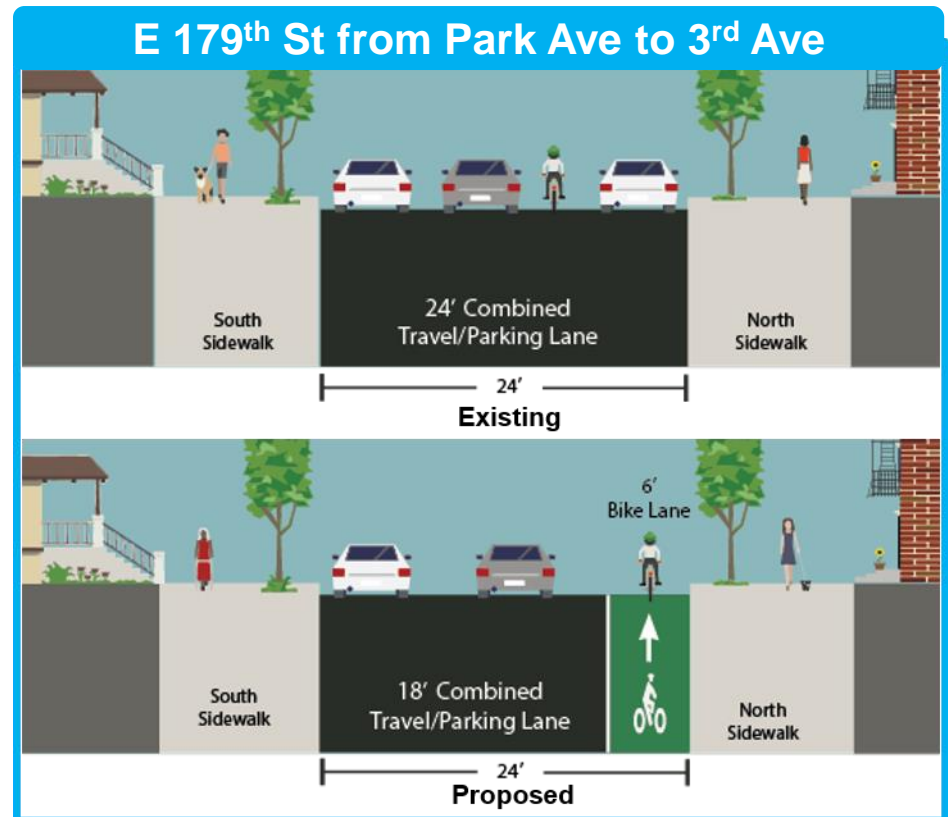 E 179th St from Park Ave to 3rd Ave
24' Combined
Travel/Parking Lane
South
Sidewalk
North
Sidewalk
24'
Existing
6'
Bike Lane
18' Combined
Travel/Parking Lane
South
Sidewalk
North
Sidewalk
24'
Proposed